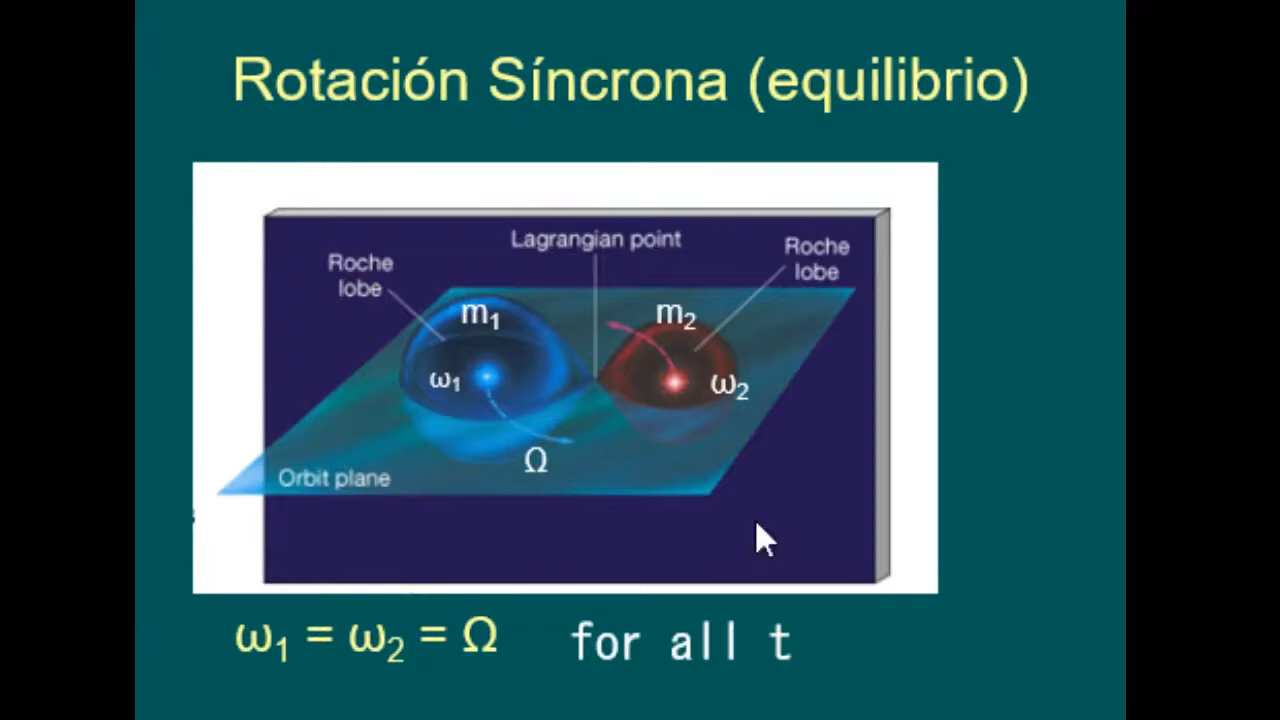 Rotación Síncrona (equilibrio)
Lagrangian point
Roche
lobe
Roche
lobe
m₁
m₂
ω₁
ω₂
Ω
Orbit plane
ω₁ = ω₂ = Ω
for all t